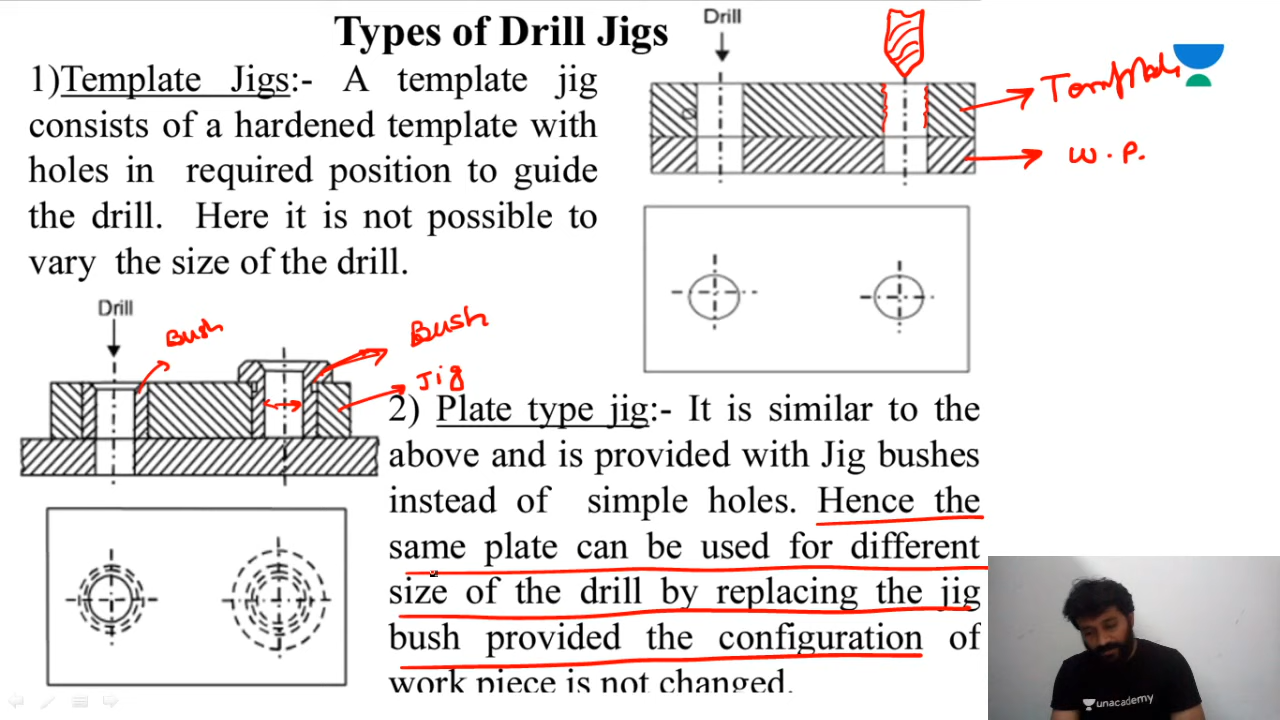 Types of Drill Jigs
1)Template Jigs:- A template jig
consists of a hardened template with
holes in required position to guide
the drill. Here it is not possible to
vary the size of the drill.
Drill
W.P.
Drill
Bush
Bush
Jig
2) Plate type jig:- It is similar to the
above and is provided with Jig bushes
instead of simple holes. Hence the
same plate can be used for different
size of the drill by replacing the jig
bush provided the configuration of
work piece is not changed.
unacademy